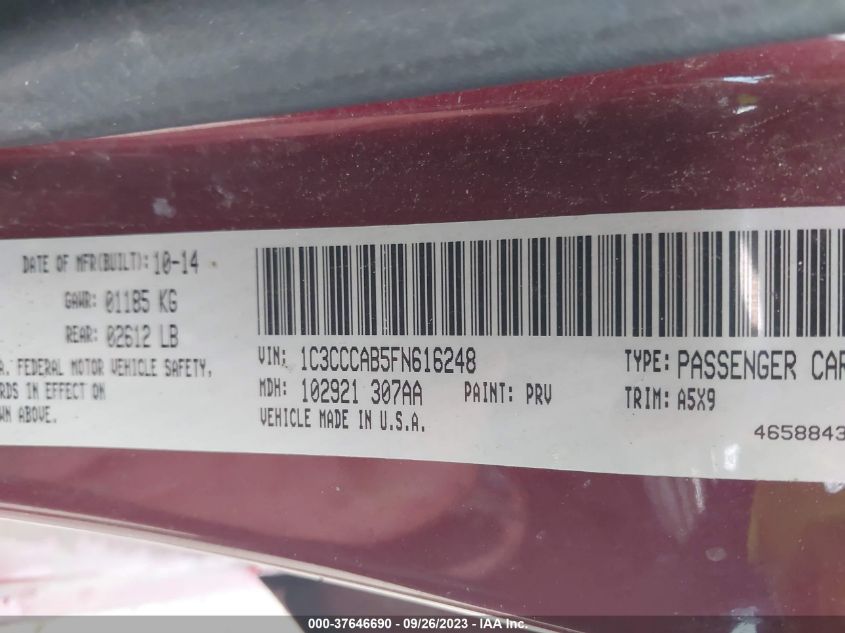 DATE OF MFR(BUILT): 10-14
GAWR: 01185 KG
REAR: 02612 LB
A. FEDERAL MOTOR VEHICLE SAFETY,
RDS IN EFFECT ON
WN ABOVE.
VIN: 1C3CCCAB5FN616248
TYPE: PASSENGER CAR
MDH: 102921 307AA
PAINT: PRV
TRIM: A5X9
VEHICLE MADE IN U.S.A.
4658843
000-37646690 - 09/26/2023 - IAA Inc.